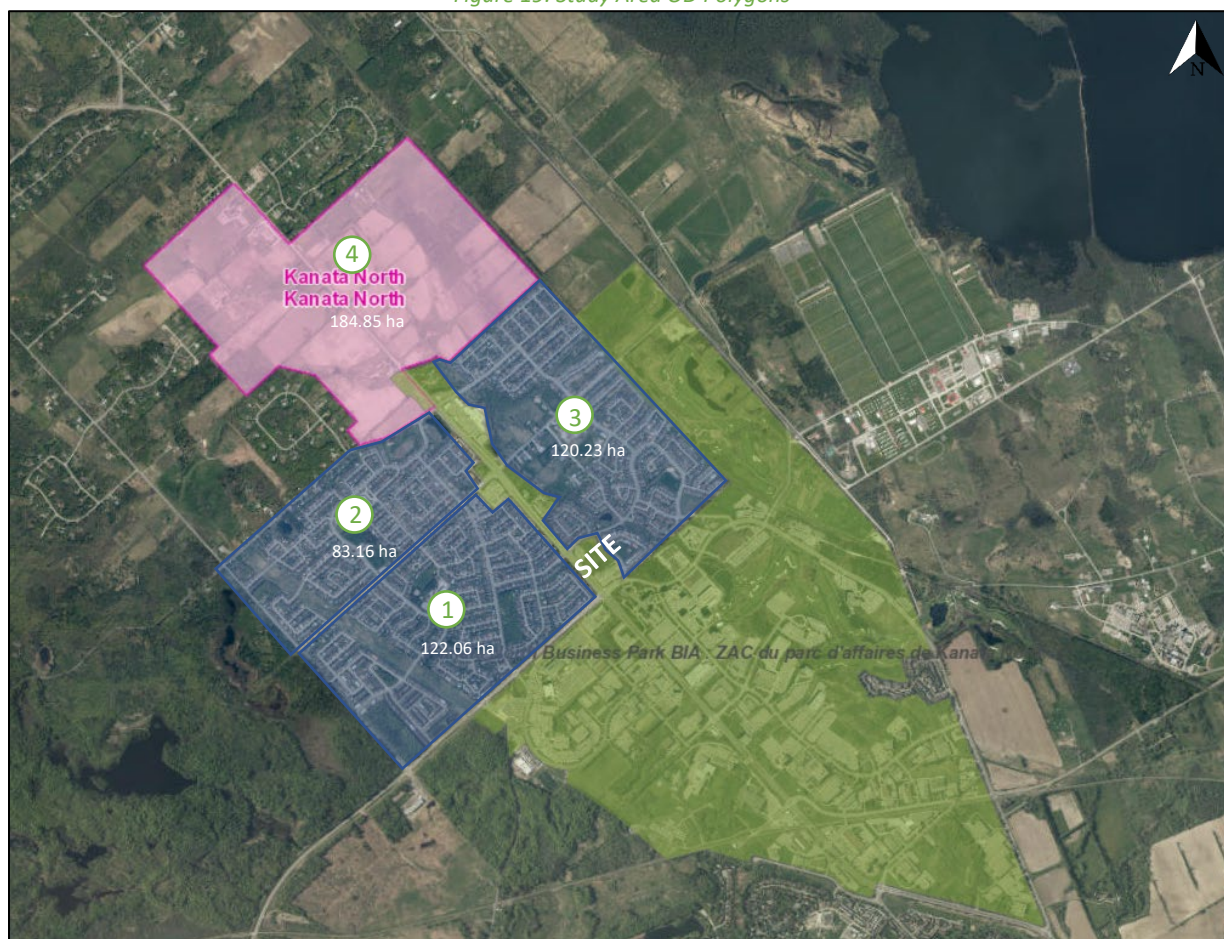 N
4
Kanata North
Kanata North
184.85 ha
3
120.23 ha
2
83.16 ha
SITE
1
122.06 ha
Business Park BIA ZAC du parc d'affaires de